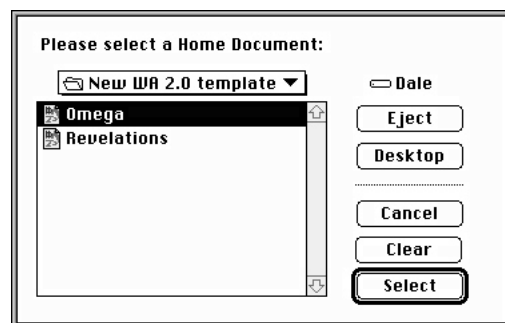 Please select a Home Document:
New WA 2.0 template
Dale
Omega
Revelations
Eject
Desktop
Cancel
Clear
Select